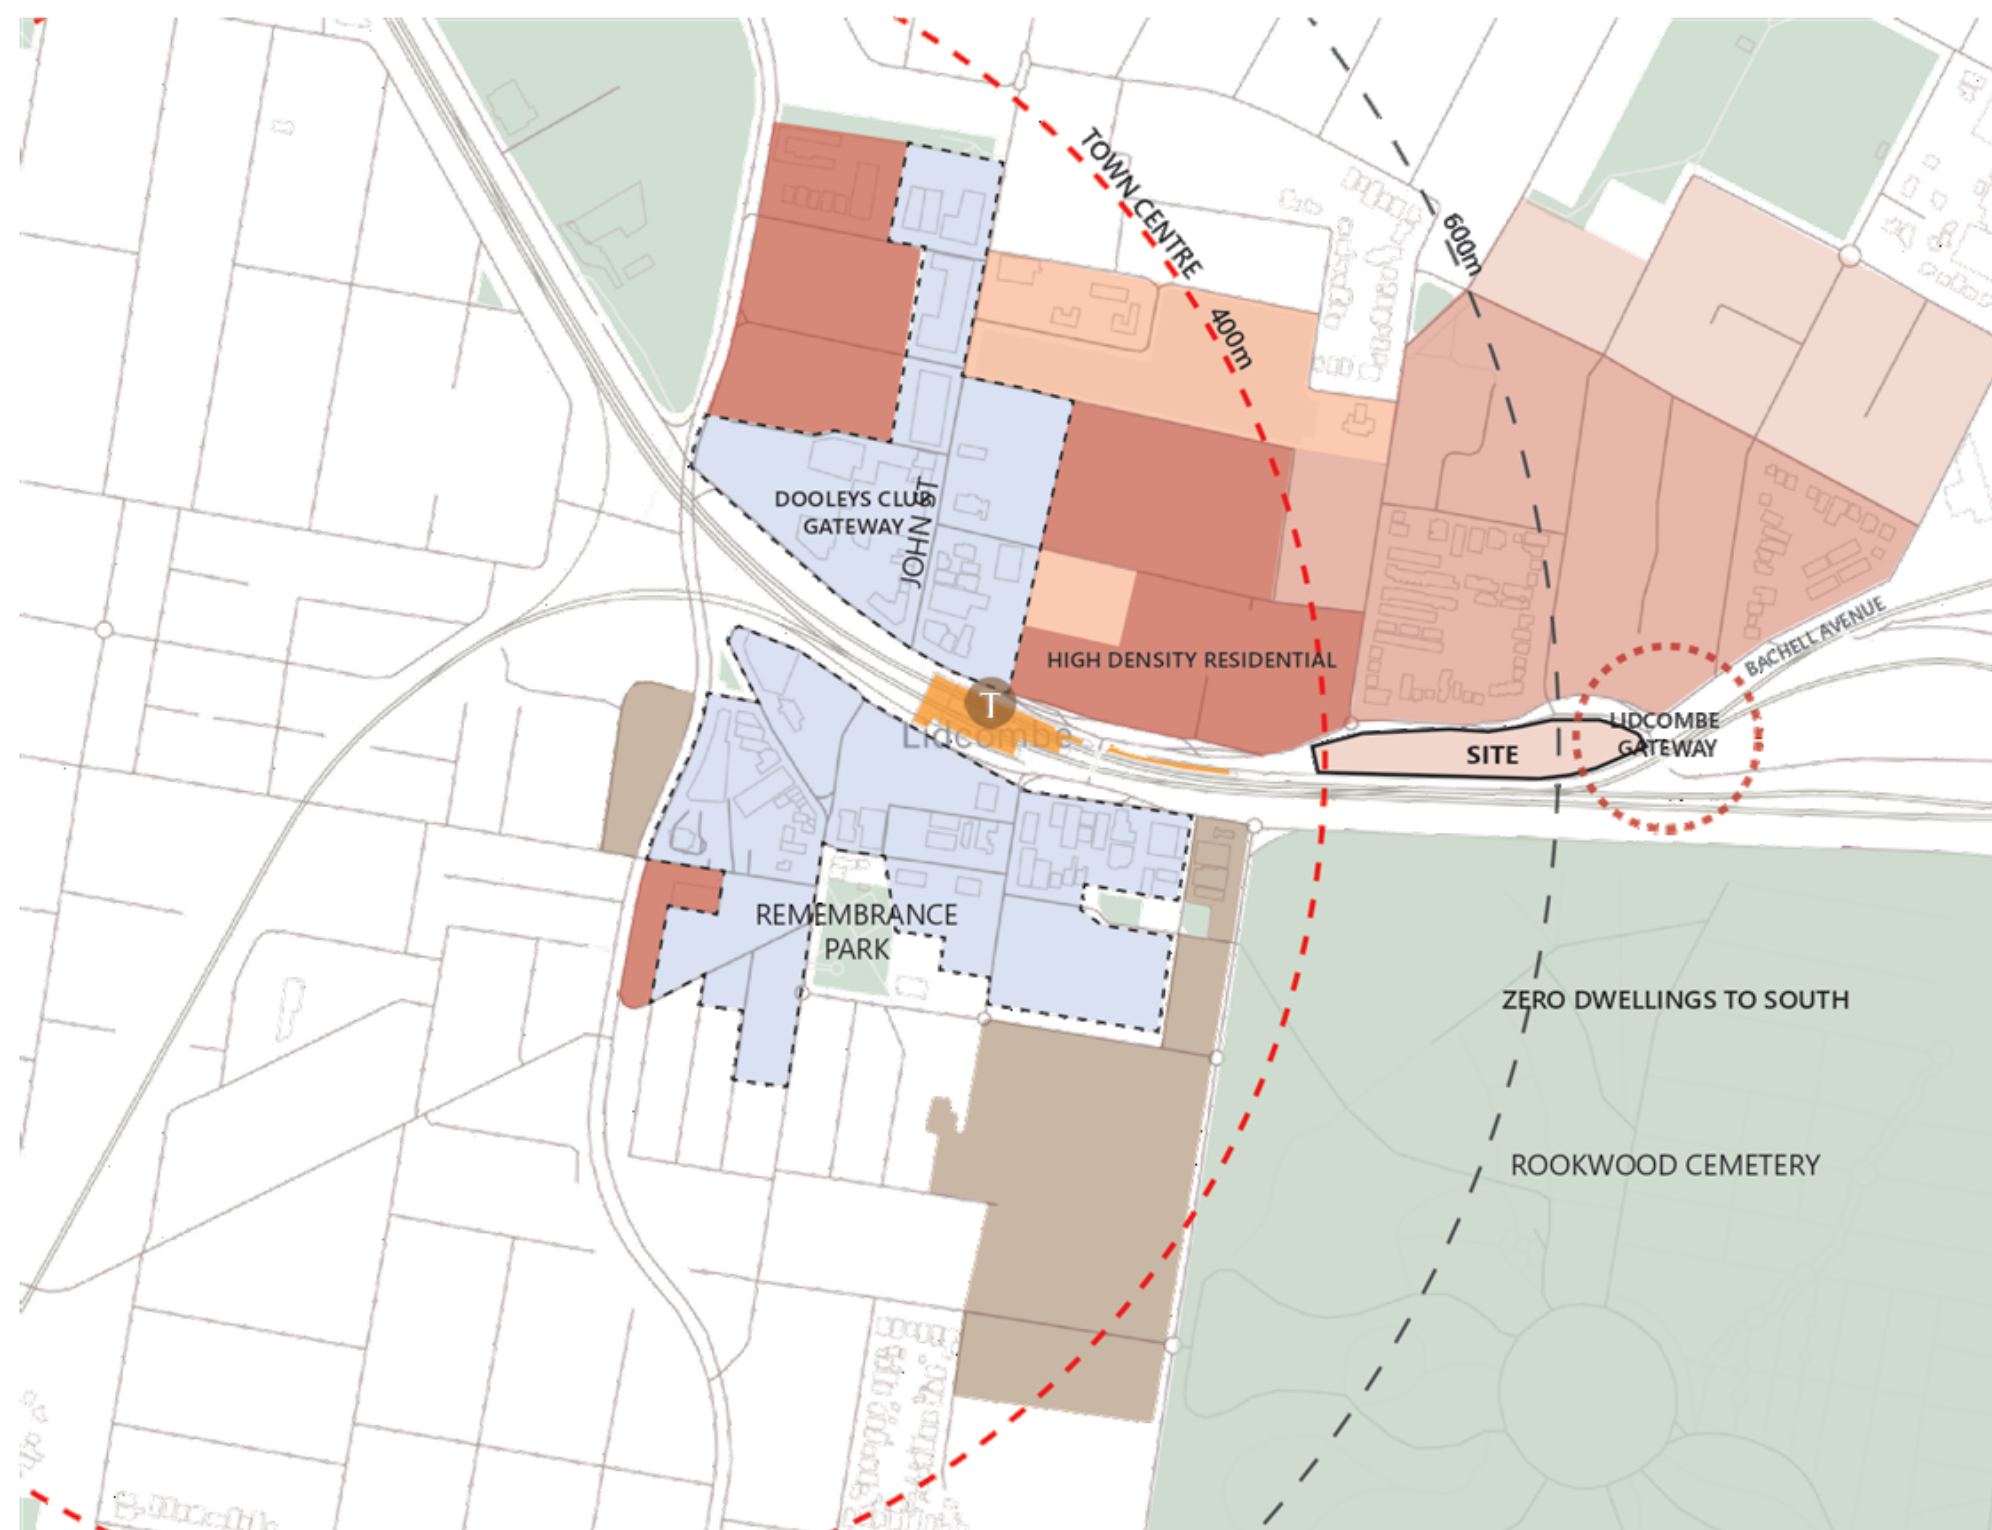 TOWN CENTRE
600m
400m
DOOLEYS CLUB
GATEWAY
JOHN ST
BACHELL AVENUE
HIGH DENSITY RESIDENTIAL
T
Lidcombe
LIDCOMBE
GATEWAY
SITE
REMEMBRANCE
PARK
ZERO DWELLINGS TO SOUTH
ROOKWOOD CEMETERY